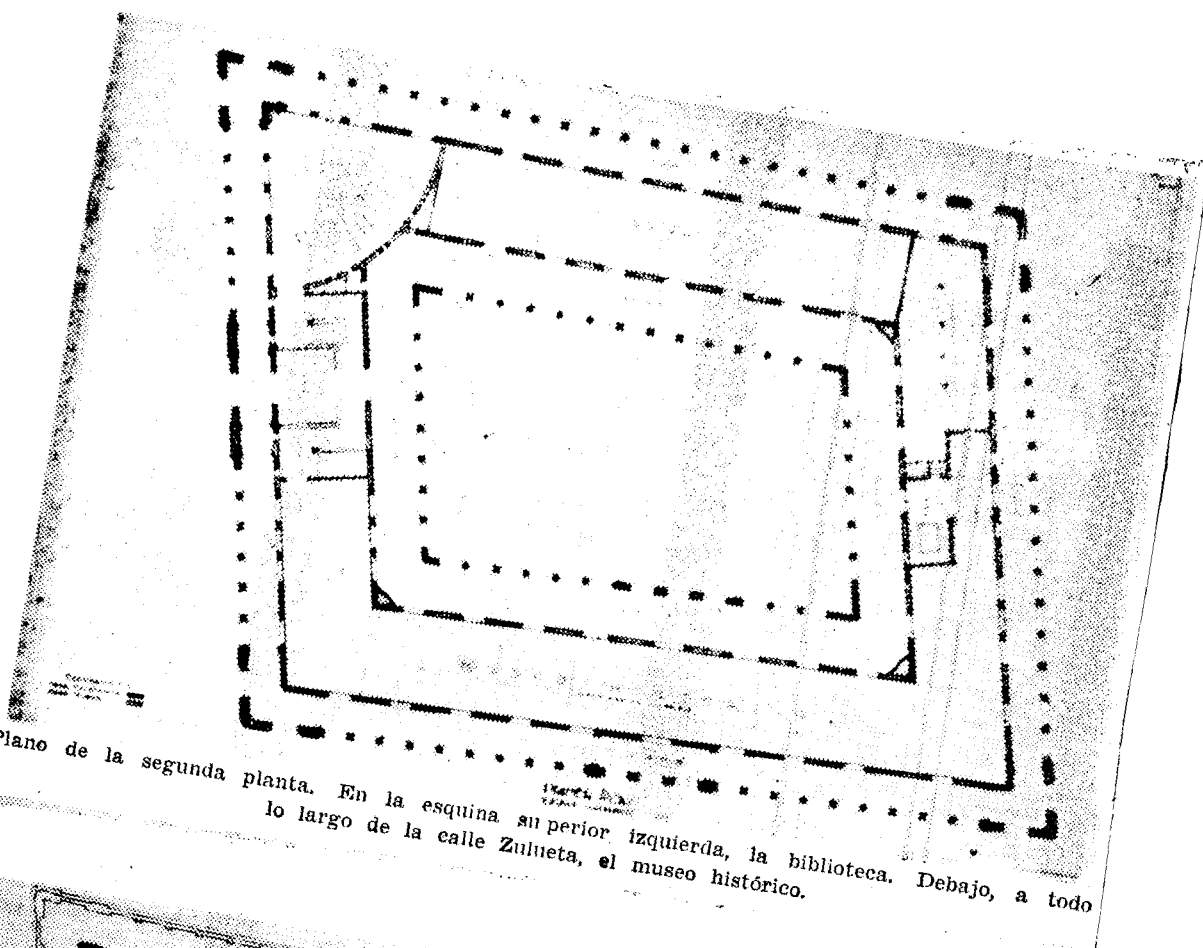 Plano de la segunda planta. En la esquina superior izquierda, la biblioteca. Debajo, a todo
lo largo de la calle Zulueta, el museo histórico.